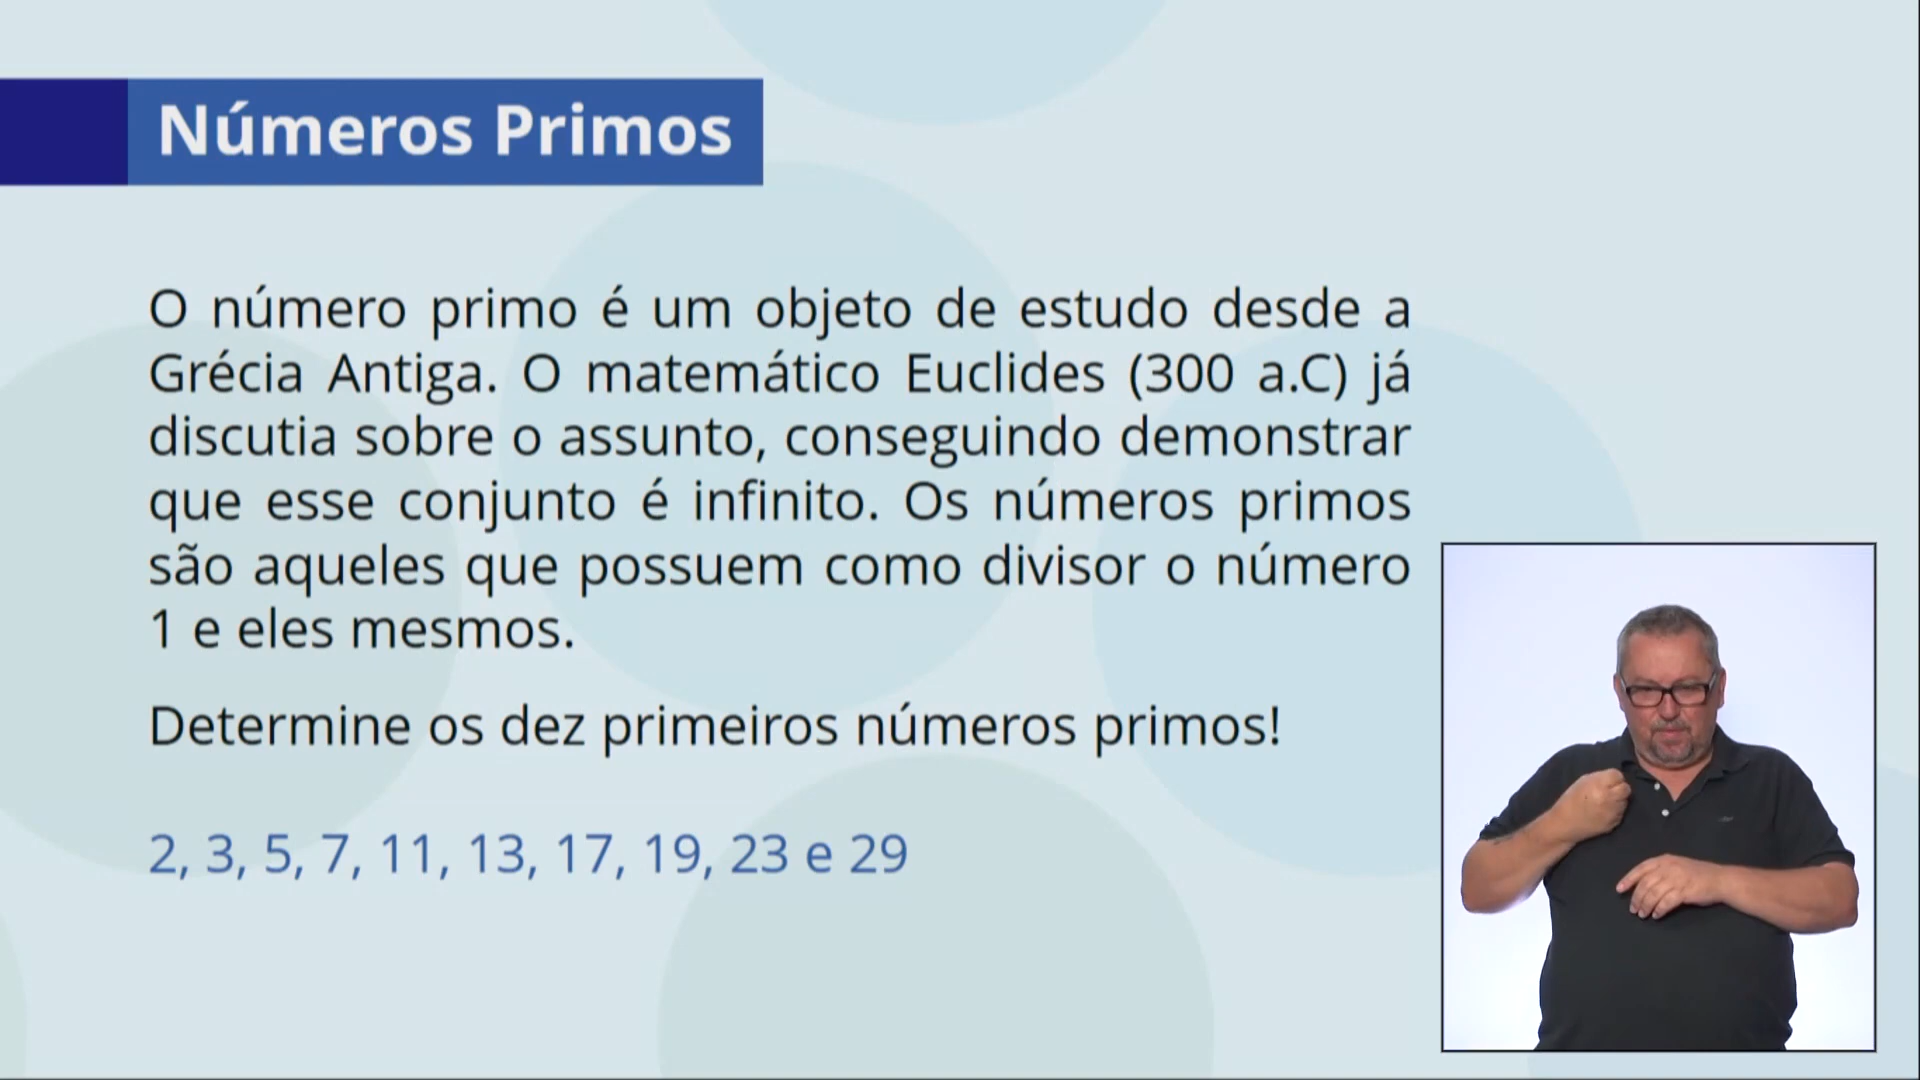 Números Primos
O número primo é um objeto de estudo desde a
Grécia Antiga. O matemático Euclides (300 a.C) já
discutia sobre o assunto, conseguindo demonstrar
que esse conjunto é infinito. Os números primos
são aqueles que possuem como divisor o número
1 e eles mesmos.
Determine os dez primeiros números primos!
2, 3, 5, 7, 11, 13, 17, 19, 23 e 29